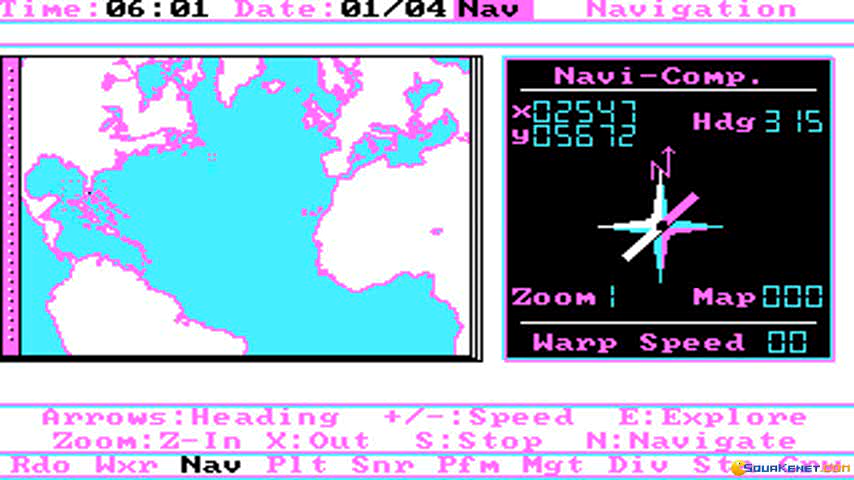 Time:06:01 Date:01/04 Nav Navigation
Navi-Comp.
X02547
y05672
Hdg 315
N
Zoom 1 Map 000
Warp Speed 00
Arrows:Heading +/-:Speed E:Explore
Zoom:Z-In X:Out S:Stop N:Navigate
Rdo Wxr Nav Plt Snr Pfm Mgt Div
SQUAKENET.COM